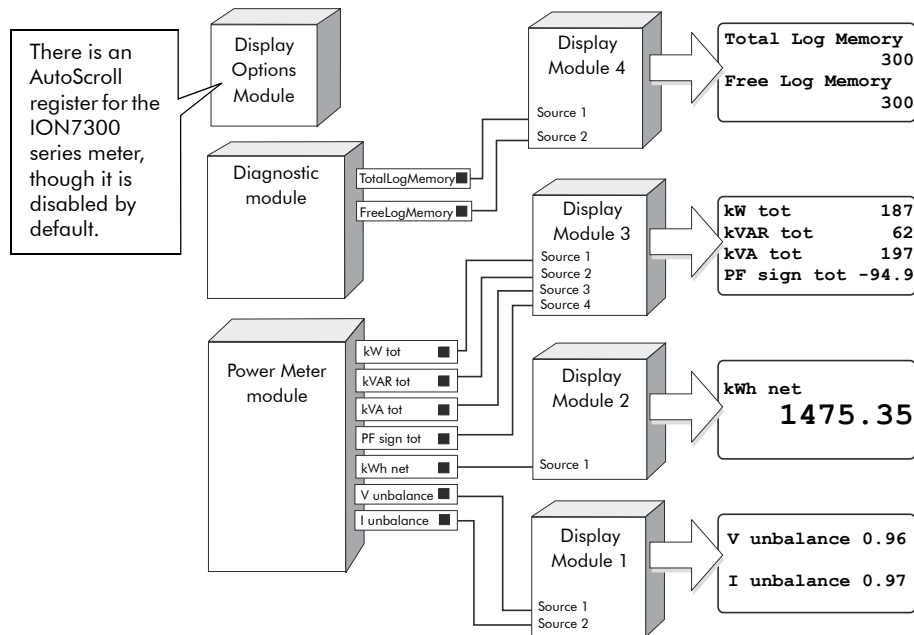 There is an
AutoScroll
register for the
ION7300
series meter,
though it is
disabled by
default.
Display
Options
Module
Diagnostic
module
TotalLogMemory
FreeLogMemory
Power Meter
module
kW tot
kVAR tot
kVA tot
PF sign tot
kWh net
V unbalance
I unbalance
Display
Module 4
Source 1
Source 2
Total Log Memory
300
Free Log Memory
300
Display
Module 3
Source 1
Source 2
Source 3
Source 4
kW tot 187
kVAR tot 62
kVA tot 197
PF sign tot -94.9
Display
Module 2
Source 1
kWh net
1475.35
Display
Module 1
Source 1
Source 2
V unbalance 0.96
I unbalance 0.97